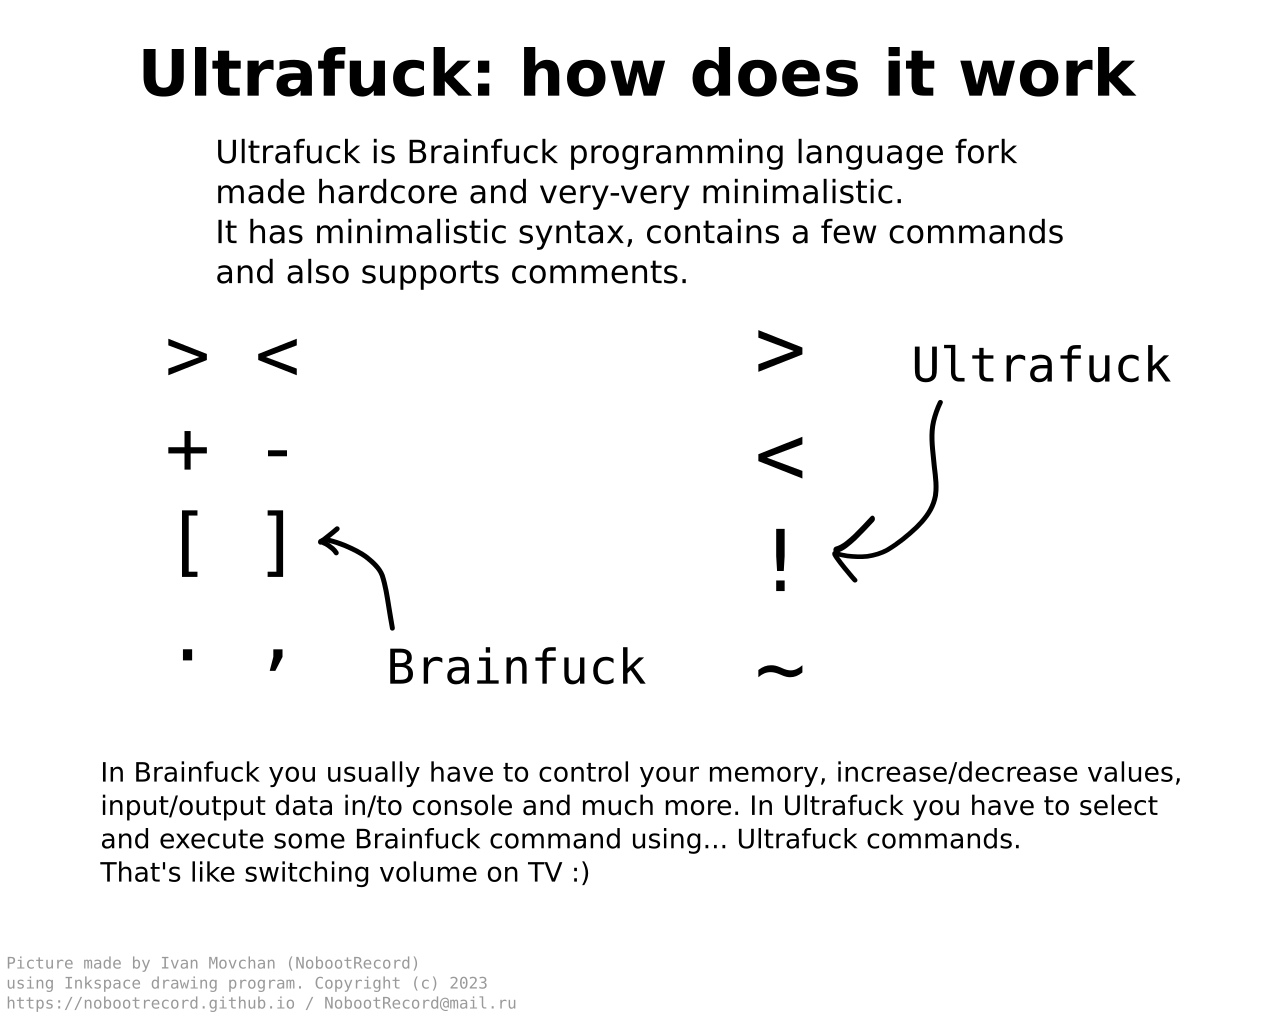 Ultrafuck: how does it work
Ultrafuck is Brainfuck programming language fork
made hardcore and very-very minimalistic.
It has minimalistic syntax, contains a few commands
and also supports comments.
> <
+ -
[ ]
. ,
Brainfuck
>
<
!
~
Ultrafuck
In Brainfuck you usually have to control your memory, increase/decrease values,
input/output data in/to console and much more. In Ultrafuck you have to select
and execute some Brainfuck command using... Ultrafuck commands.
That's like switching volume on TV :)
Picture made by Ivan Movchan (NobootRecord)
using Inkspace drawing program. Copyright (c) 2023
https://nobootrecord.github.io / NobootRecord@mail.ru